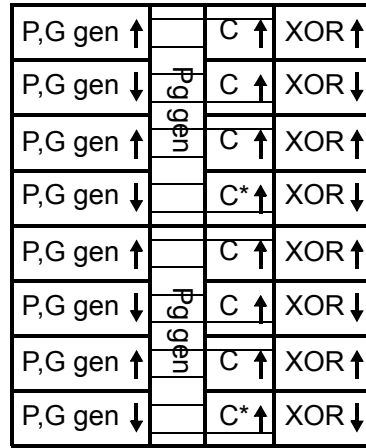 P,G gen ↑ C ↑ XOR ↑
P,G gen ↓ C ↑ XOR ↓
P,G gen ↑ C ↑ XOR ↑
P,G gen ↓ C* ↑ XOR ↓
Pg gen
P,G gen ↑ C ↑ XOR ↑
P,G gen ↓ C ↑ XOR ↓
P,G gen ↑ C ↑ XOR ↑
P,G gen ↓ C* ↑ XOR ↓
Pg gen